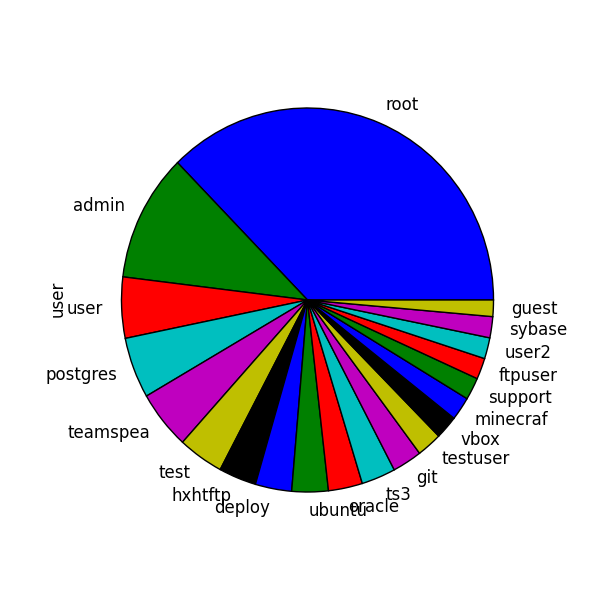 root
admin
user
user
postgres
teamspea
test
hxhtftp
deploy
ubuntu
oracle
ts3
git
testuser
vbox
minecraf
support
ftpuser
user2
sybase
guest